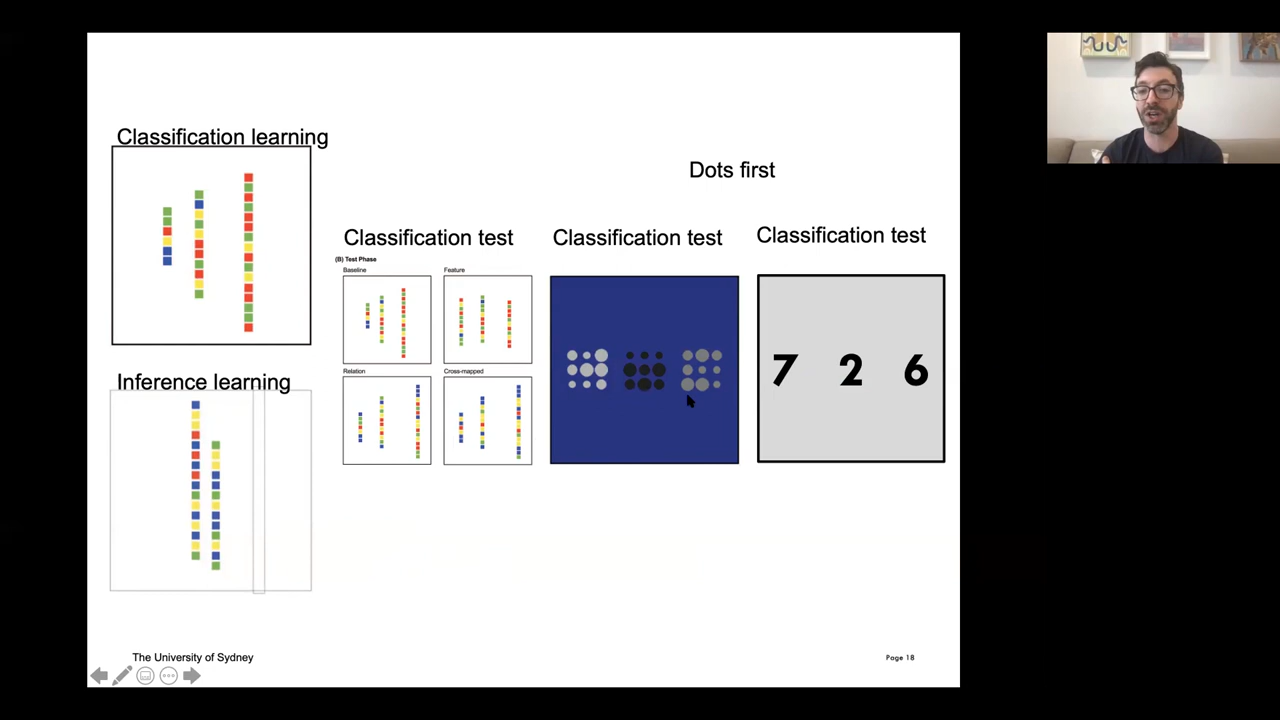 Classification learning
Dots first
Classification test
Classification test
Classification test
(B) Test Phase
Baseline
Feature
7 2 6
Relation
Cross-mapped
Inference learning
The University of Sydney
Page 18